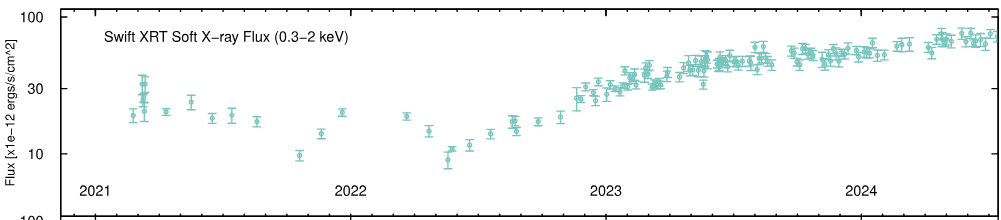 100
Swift XRT Soft X−ray Flux (0.3−2 keV)
30
10
Flux [x1e−12 ergs/s/cm^2]
2021 2022 2023 2024